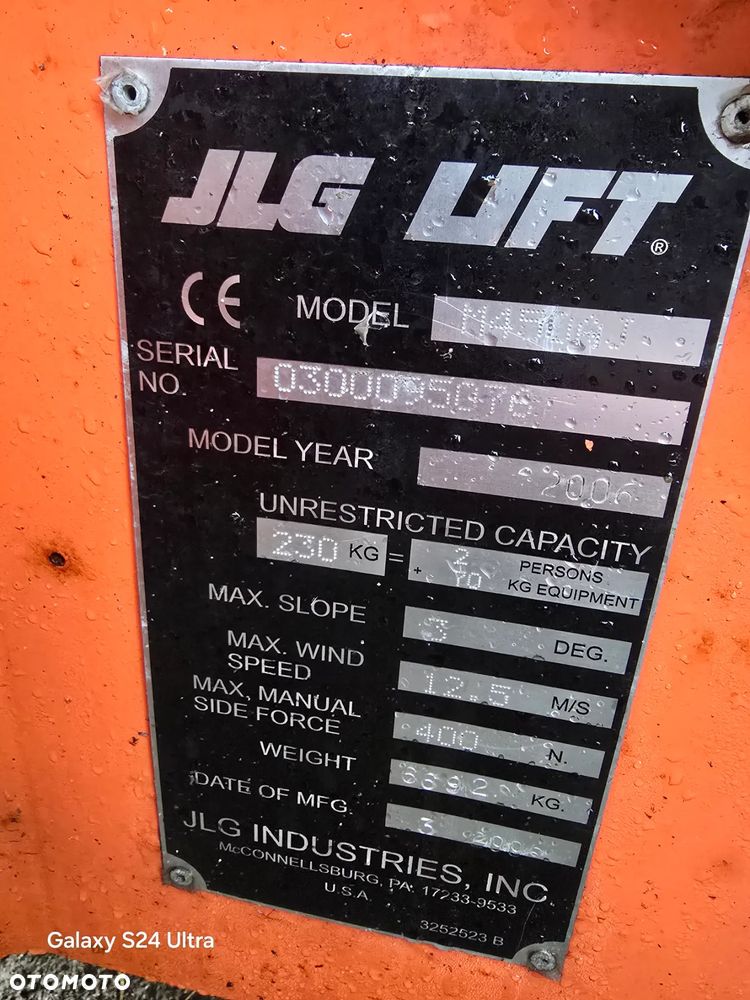 JLG LIFT®
CE MODEL M450AJ
SERIAL NO. 0300095076
MODEL YEAR 2006
UNRESTRICTED CAPACITY
230 KG = 2 PERSONS
+ 70 KG EQUIPMENT
MAX. SLOPE 3 DEG.
MAX. WIND SPEED 12.5 M/S
MAX. MANUAL SIDE FORCE 400 N.
WEIGHT 6692 KG.
DATE OF MFG. 3 2006
JLG INDUSTRIES, INC.
McCONNELLSBURG, PA. 17233-9533
U.S.A.
3252523 B
Galaxy S24 Ultra
OTOMOTO